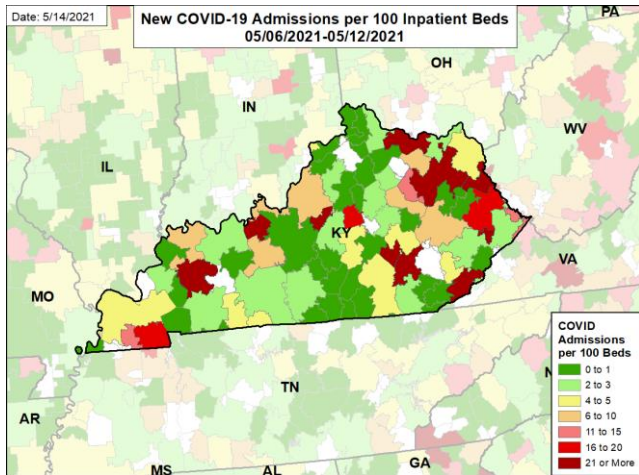 Date: 5/14/2021
New COVID-19 Admissions per 100 Inpatient Beds
05/06/2021-05/12/2021
PA
OH
IN
WV
IL
KY
VA
MO
TN
AR
MS
AL
GA
N
COVID
Admissions
per 100 Beds
0 to 1
2 to 3
4 to 5
6 to 10
11 to 15
16 to 20
21 or More